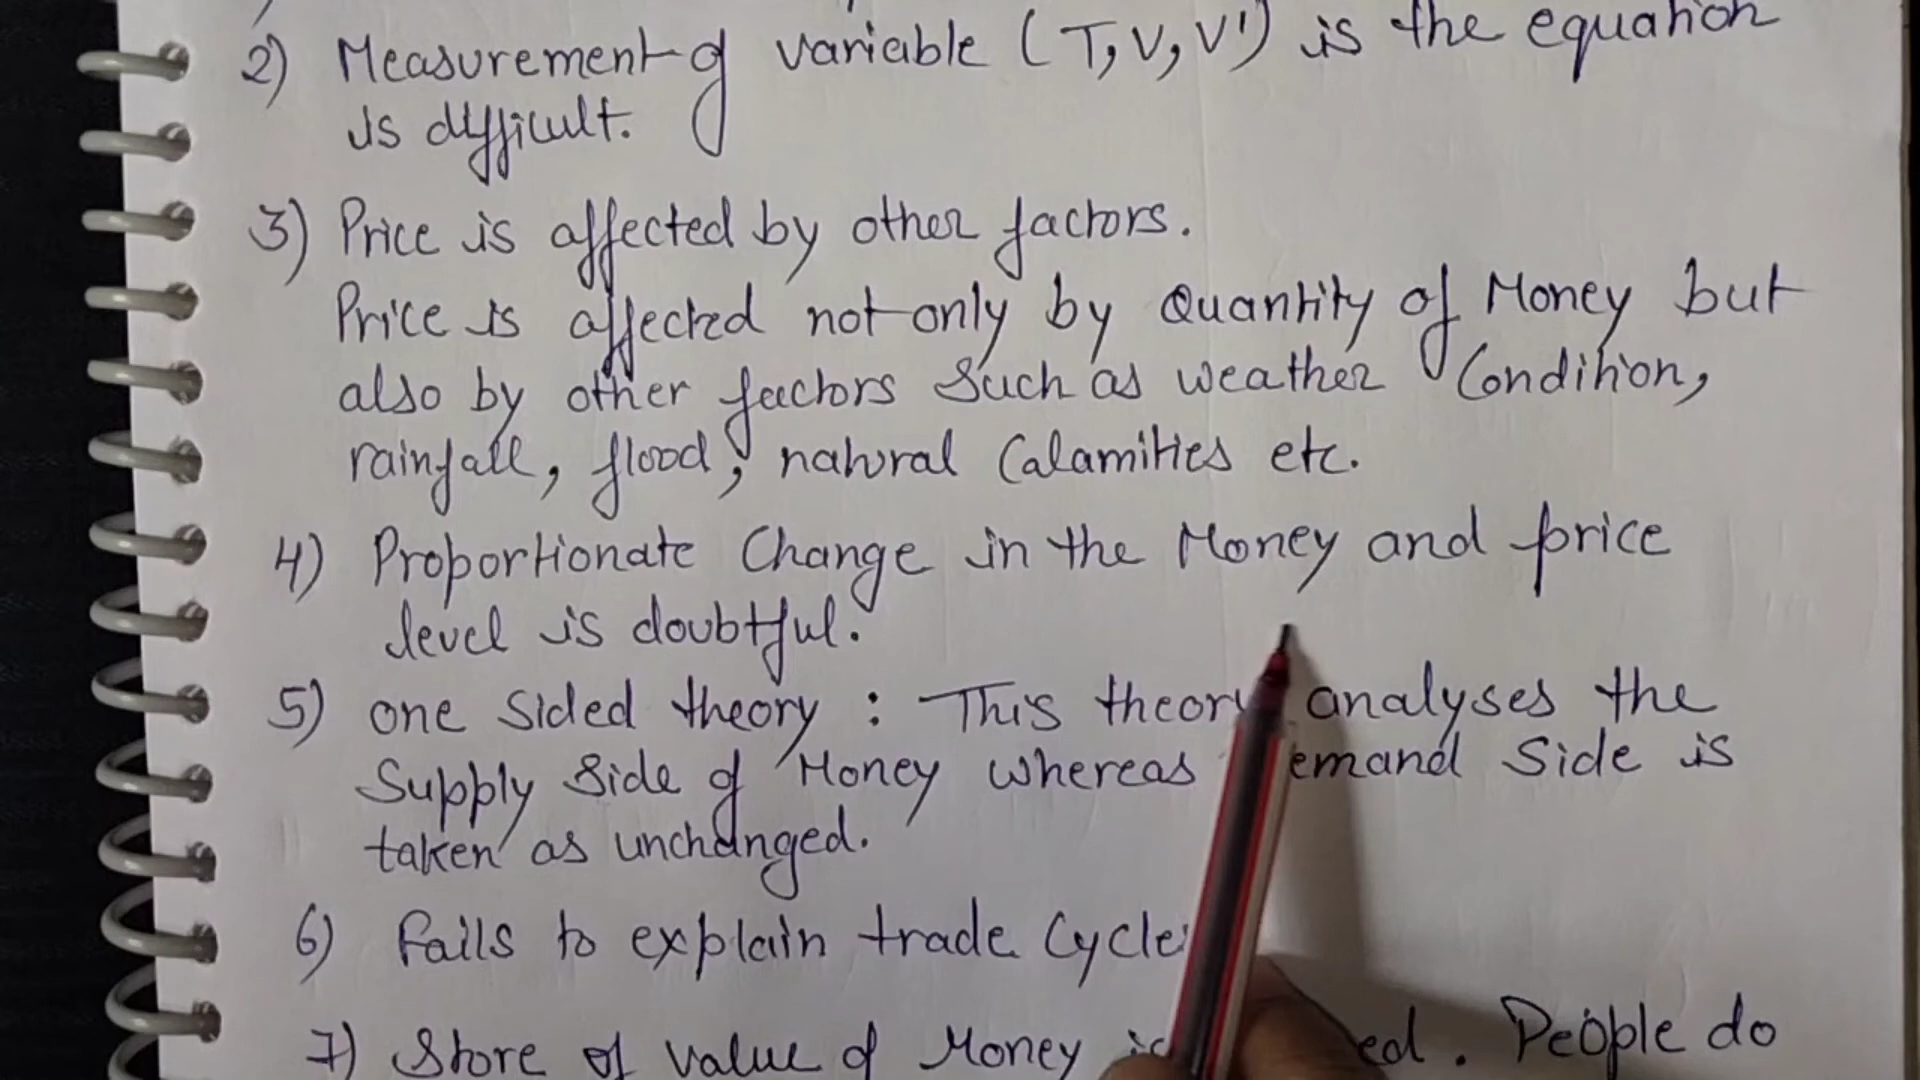 2) Measurement of variable (T, V, V') is the equation
is difficult.
3) Price is affected by other factors.
Price is affected not only by Quantity of Money but
also by other factors such as weather Condition,
rainfall, flood, natural Calamities etc.
4) Proportionate Change in the Money and price
level is doubtful.
5) one sided theory : This theory analyses the
Supply side of Money whereas emand side is
taken as unchanged.
6) Fails to explain trade Cycle
7) Store of value of Money . People do